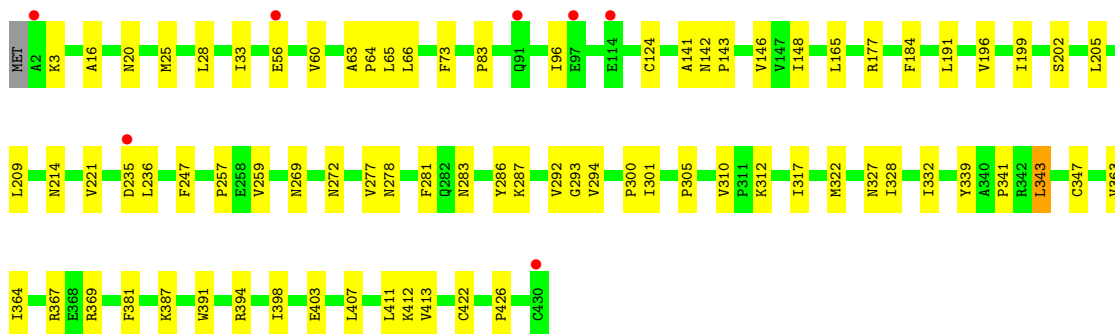 MET A2 K3 A16 N20 M25 L28 I33 E56 V60 A63 P64 L65 L66 F73 P83 Q91 I96 E97 E114 C124 A141 N142 P143 V146 V147 I148 L165 R177 F184 L191 V196 I199 S202 L205
L209 N214 V221 D235 L236 F247 P257 E258 V259 N269 N272 V277 N278 F281 Q282 N283 Y286 K287 V292 G293 V294 P300 I301 P305 V310 P311 K312 I317 M322 N327 I328 I332 Y339 A340 P341 R342 L343 C347
I364 R367 E368 R369 F381 K387 W391 R394 I398 E403 L407 L411 K412 V413 C422 P426 C430